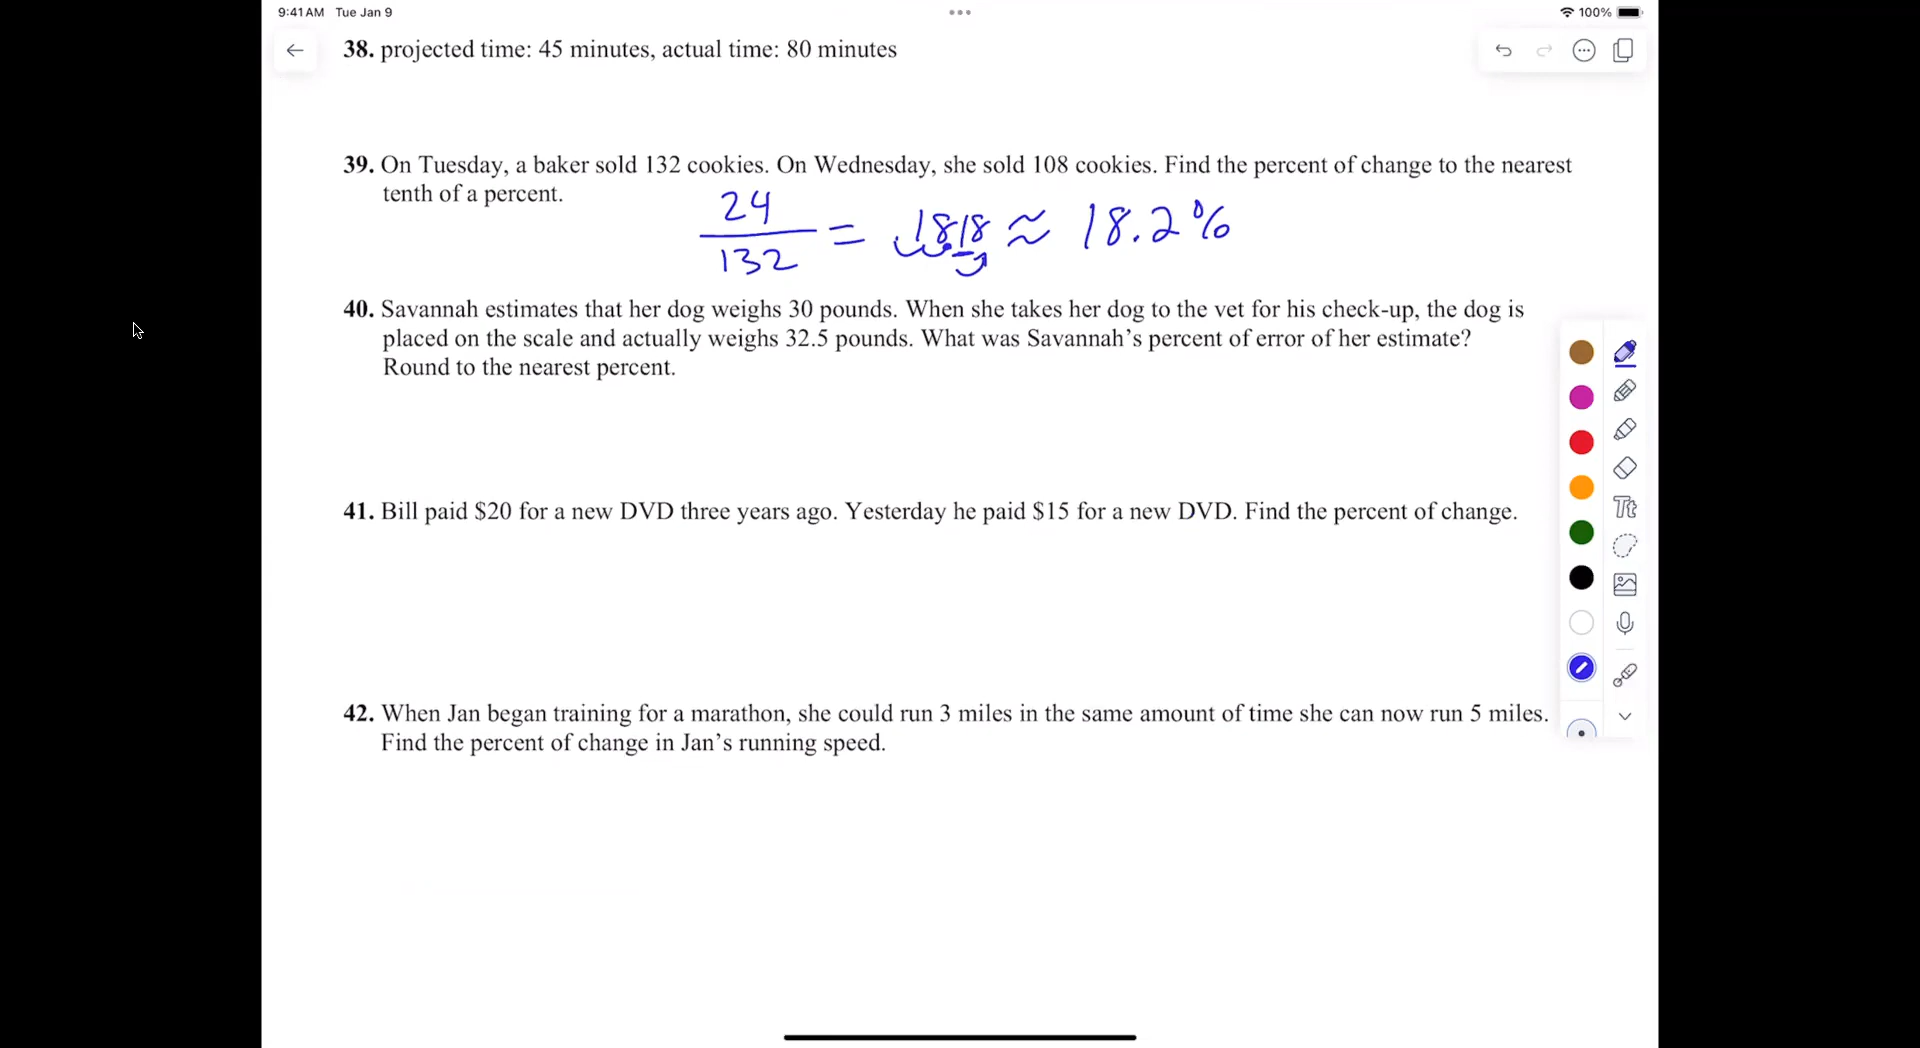 9:41 AM Tue Jan 9
100%
38. projected time: 45 minutes, actual time: 80 minutes
39. On Tuesday, a baker sold 132 cookies. On Wednesday, she sold 108 cookies. Find the percent of change to the nearest
tenth of a percent.
24
132
= .1818 ≈ 18.2%
40. Savannah estimates that her dog weighs 30 pounds. When she takes her dog to the vet for his check-up, the dog is
placed on the scale and actually weighs 32.5 pounds. What was Savannah’s percent of error of her estimate?
Round to the nearest percent.
41. Bill paid $20 for a new DVD three years ago. Yesterday he paid $15 for a new DVD. Find the percent of change.
42. When Jan began training for a marathon, she could run 3 miles in the same amount of time she can now run 5 miles.
Find the percent of change in Jan’s running speed.
Tt